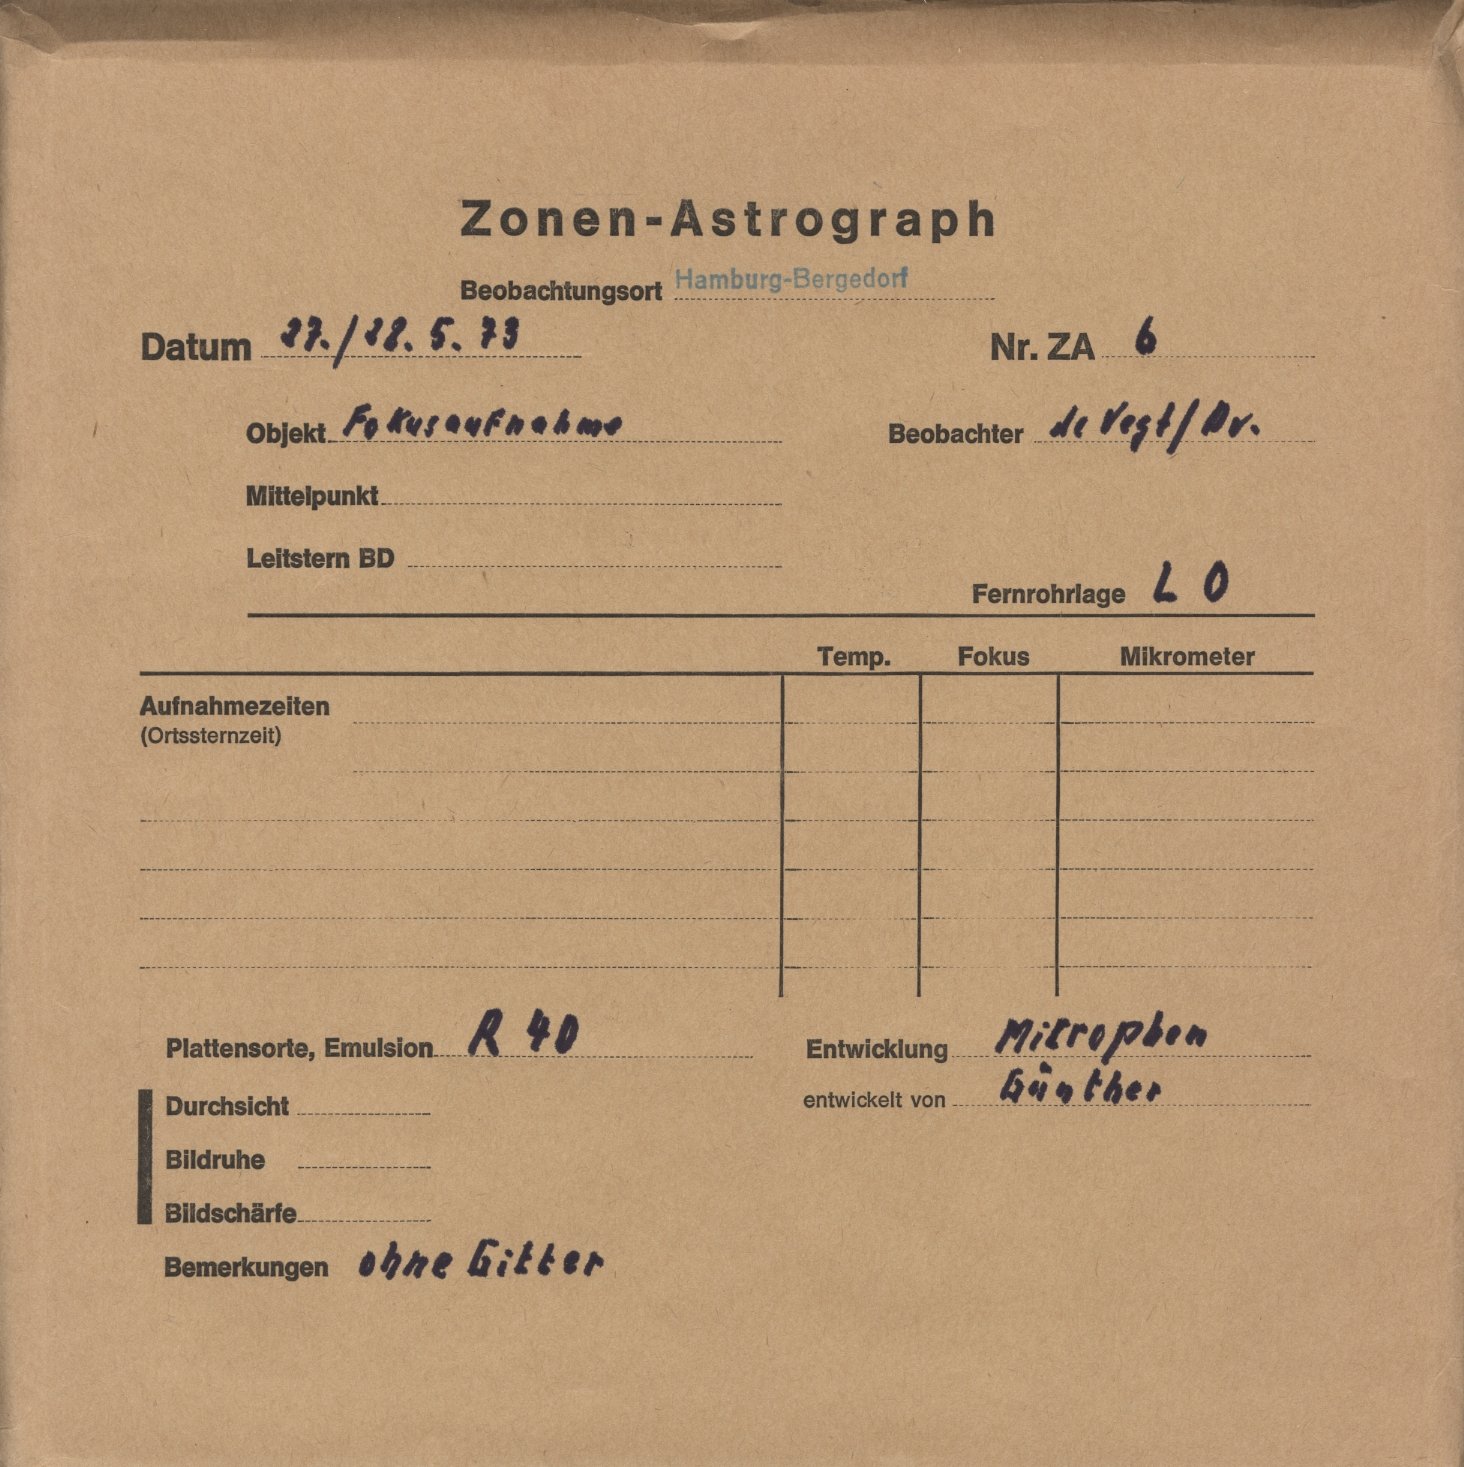 Zonen-Astrograph
Beobachtungsort Hamburg-Bergedorf
Datum 27./28. 5. 73 Nr. ZA 6
Objekt Fokusaufnahme Beobachter de Vegt/Dr.
Mittelpunkt
Leitstern BD
Fernrohrlage L O
Temp. Fokus Mikrometer
Aufnahmezeiten
(Ortssternzeit)
Plattensorte, Emulsion R 40 Entwicklung Mikrophen
Durchsicht entwickelt von Günther
Bildruhe
Bildschärfe
Bemerkungen ohne Gitter